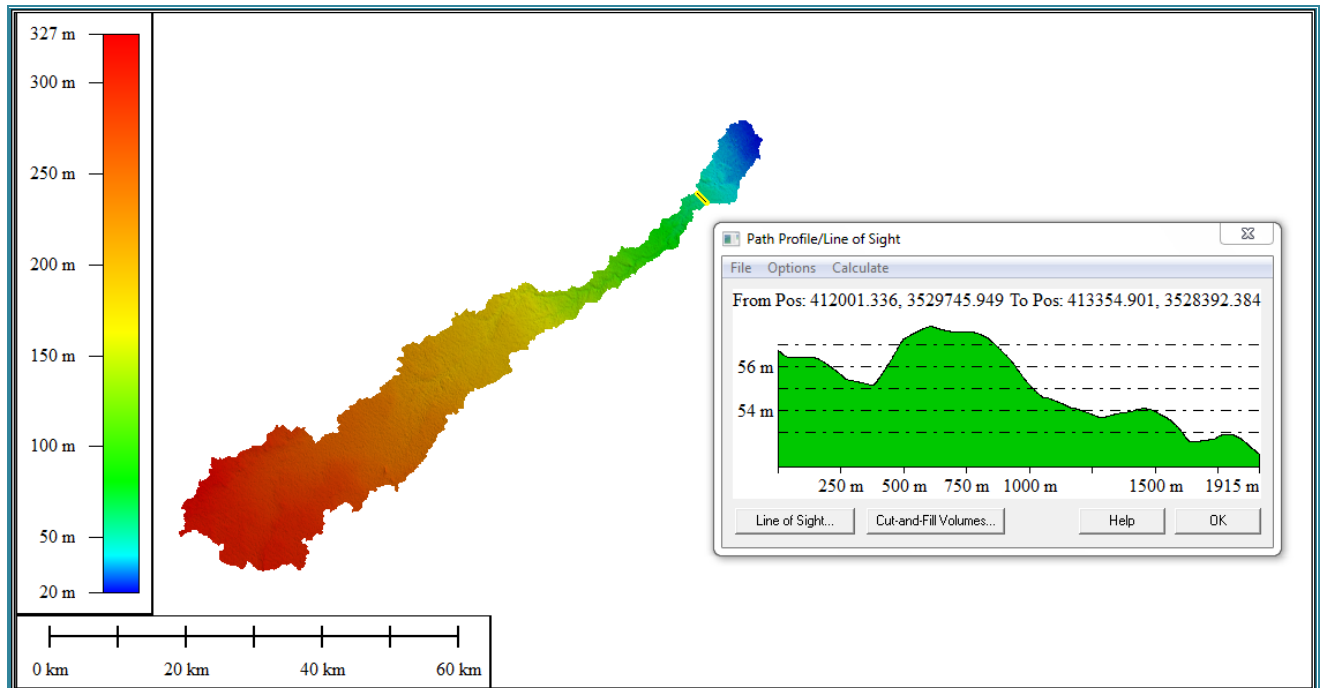 327 m
300 m
250 m
200 m
150 m
100 m
50 m
20 m
0 km 20 km 40 km 60 km
Path Profile/Line of Sight
File Options Calculate
From Pos: 412001.336, 3529745.949 To Pos: 413354.901, 3528392.384
56 m
54 m
250 m 500 m 750 m 1000 m 1500 m 1915 m
Line of Sight... Cut-and-Fill Volumes... Help OK